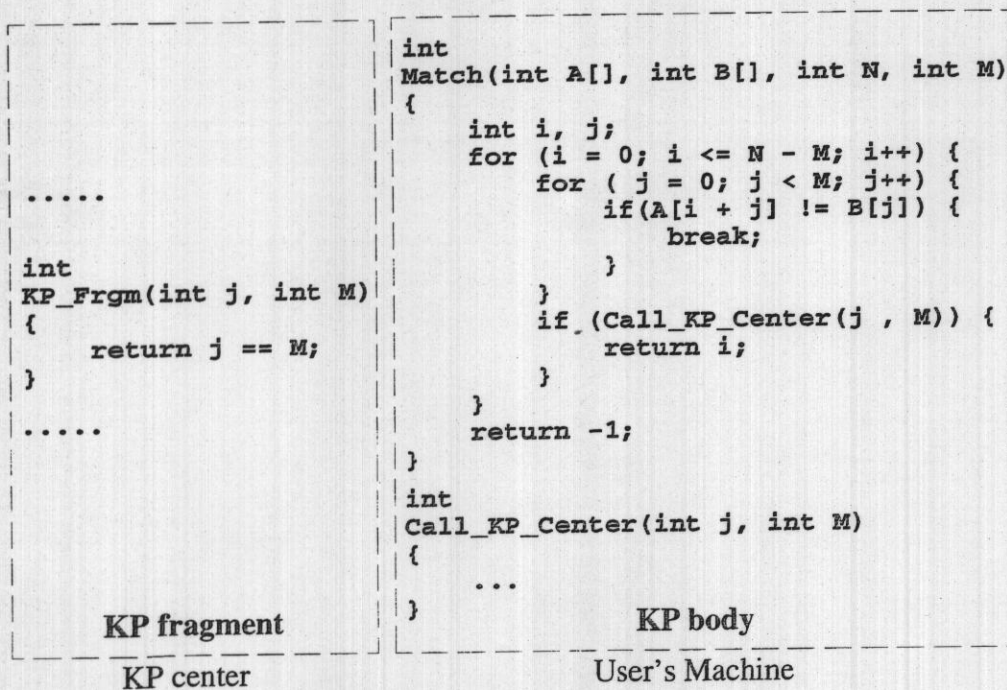 .....
int
KP_Frgm(int j, int M)
{
return j == M;
}
.....
KP fragment
KP center
int
Match(int A[], int B[], int N, int M)
{
int i, j;
for (i = 0; i <= N - M; i++) {
for ( j = 0; j < M; j++) {
if(A[i + j] != B[j]) {
break;
}
}
if (Call_KP_Center(j , M)) {
return i;
}
}
return -1;
}
int
Call_KP_Center(int j, int M)
{
...
}
KP body
User's Machine